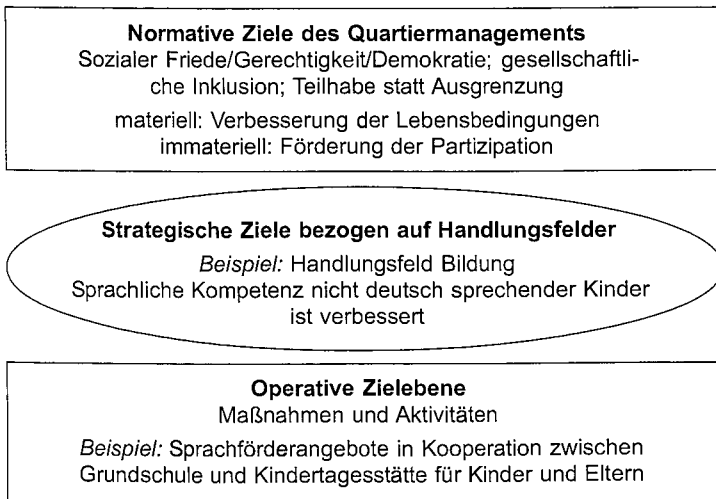 Normative Ziele des Quartiermanagements
Sozialer Friede/Gerechtigkeit/Demokratie; gesellschaftli-
che Inklusion; Teilhabe statt Ausgrenzung
materiell: Verbesserung der Lebensbedingungen
immateriell: Förderung der Partizipation
Strategische Ziele bezogen auf Handlungsfelder
Beispiel: Handlungsfeld Bildung
Sprachliche Kompetenz nicht deutsch sprechender Kinder
ist verbessert
Operative Zielebene
Maßnahmen und Aktivitäten
Beispiel: Sprachförderangebote in Kooperation zwischen
Grundschule und Kindertagesstätte für Kinder und Eltern